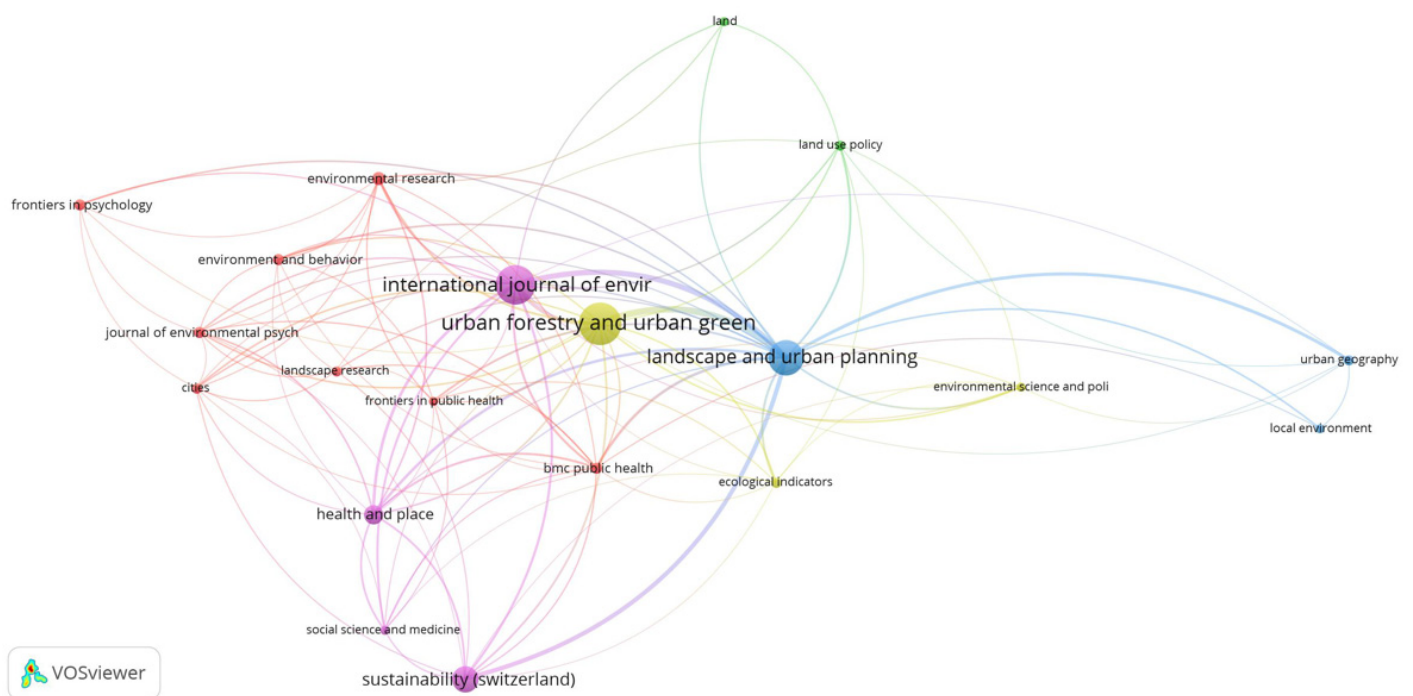 land
land use policy
environmental research
frontiers in psychology
environment and behavior
international journal of envir
urban forestry and urban green
journal of environmental psych
landscape and urban planning
urban geography
landscape research
cities
environmental science and poli
frontiers in public health
local environment
bmc public health
ecological indicators
health and place
social science and medicine
VOSviewer
sustainability (switzerland)